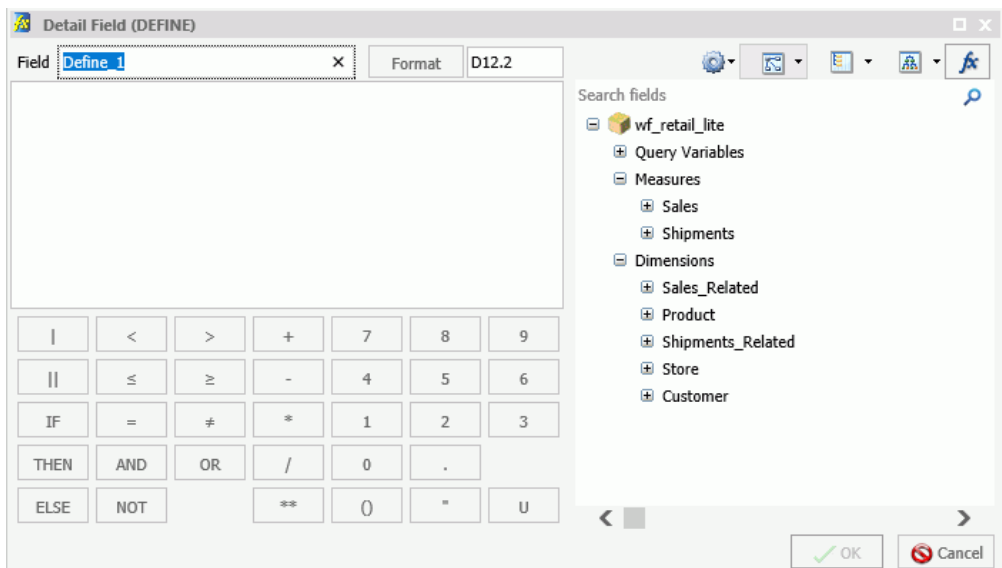 Detail Field (DEFINE)
Field Define_1 × Format D12.2
fx
Search fields
wf_retail_lite
Query Variables
Measures
Sales
Shipments
Dimensions
Sales_Related
Product
Shipments_Related
Store
Customer
| < > + 7 8 9
|| ≤ ≥ - 4 5 6
IF = ≠ * 1 2 3
THEN AND OR / 0 .
ELSE NOT ** () " U
OK Cancel